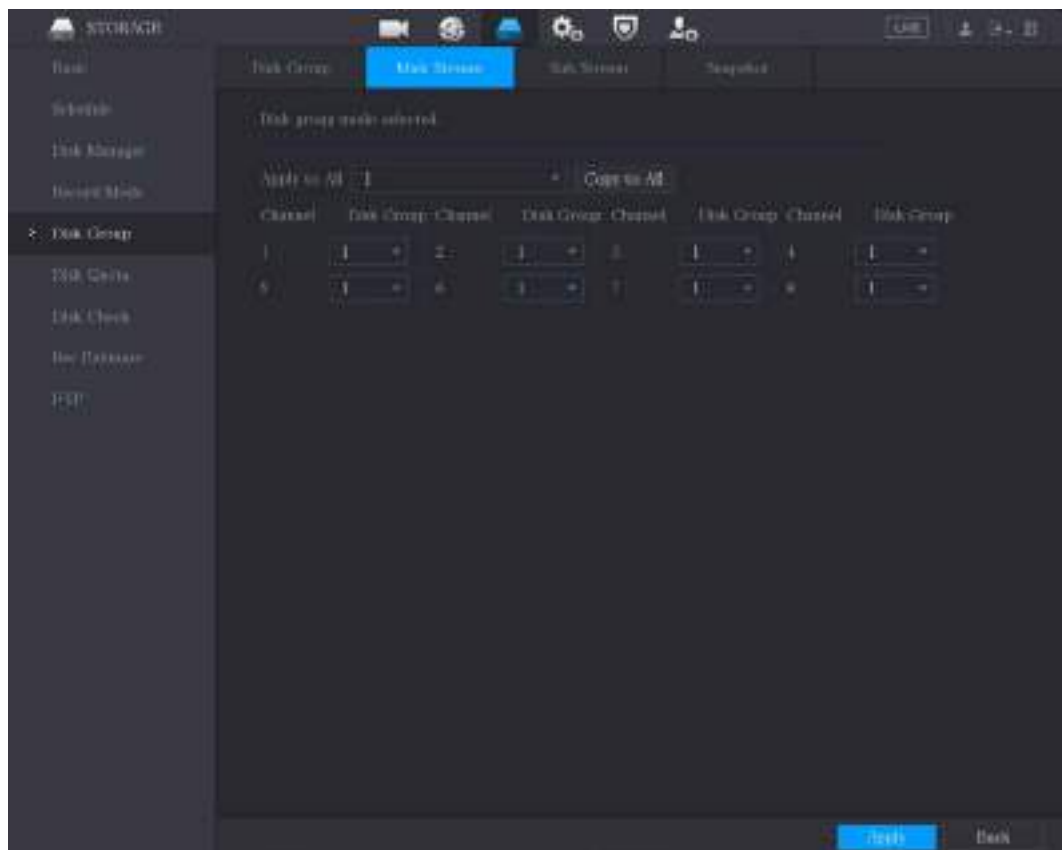 STORAGE LIVE
Basic
Disk Group Main Stream Sub Stream Snapshot
Schedule
Disk group mode selected.
Disk Manager
Apply to All 1 Copy to All
Record Mode
Channel Disk Group Channel Disk Group Channel Disk Group Channel Disk Group
Disk Group
1 1 2 1 3 1 4 1
Disk Quota
5 1 6 1 7 1 8 1
Disk Check
Rec Estimate
FTP
Apply Back